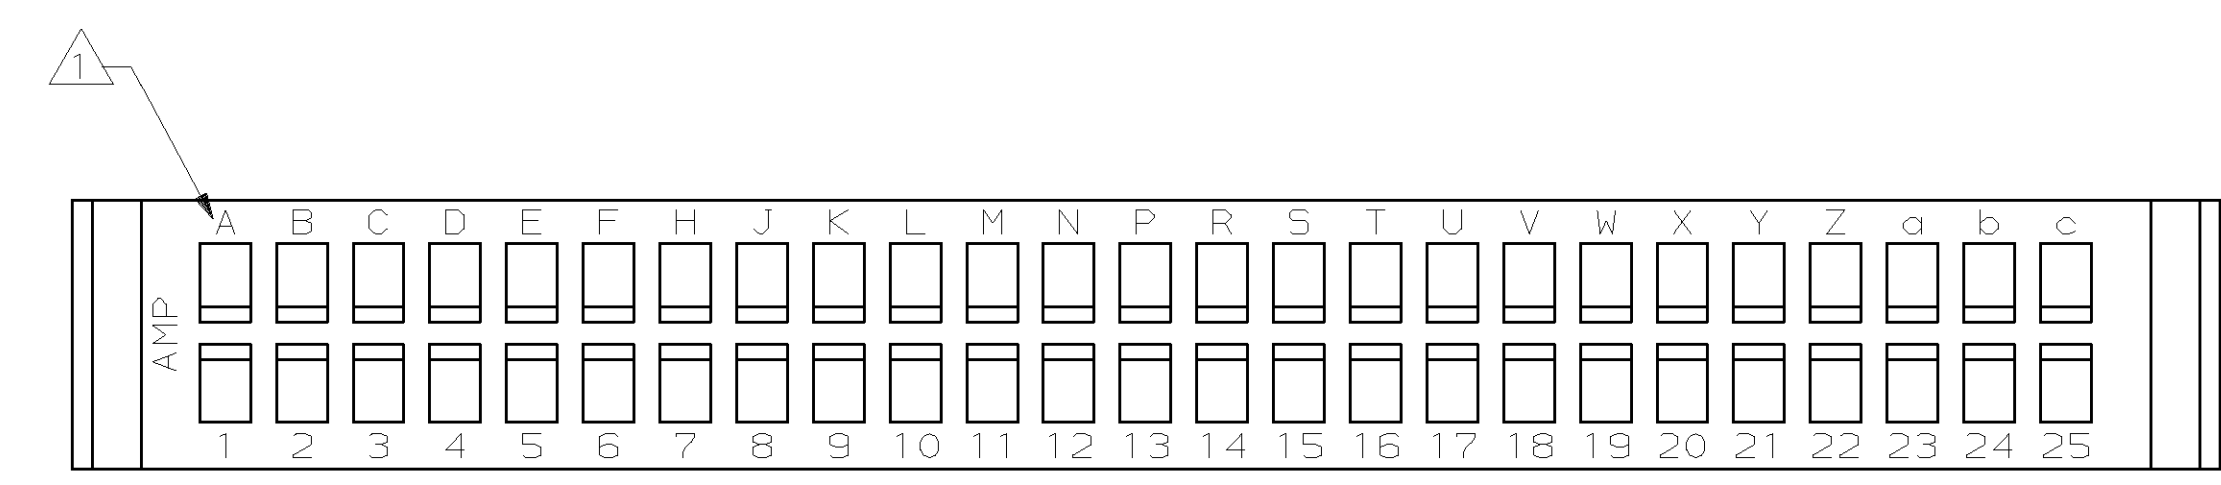 1
A B C D E F H J K L M N P R S T U V W X Y Z a b c
AMP
1 2 3 4 5 6 7 8 9 10 11 12 13 14 15 16 17 18 19 20 21 22 23 24 25